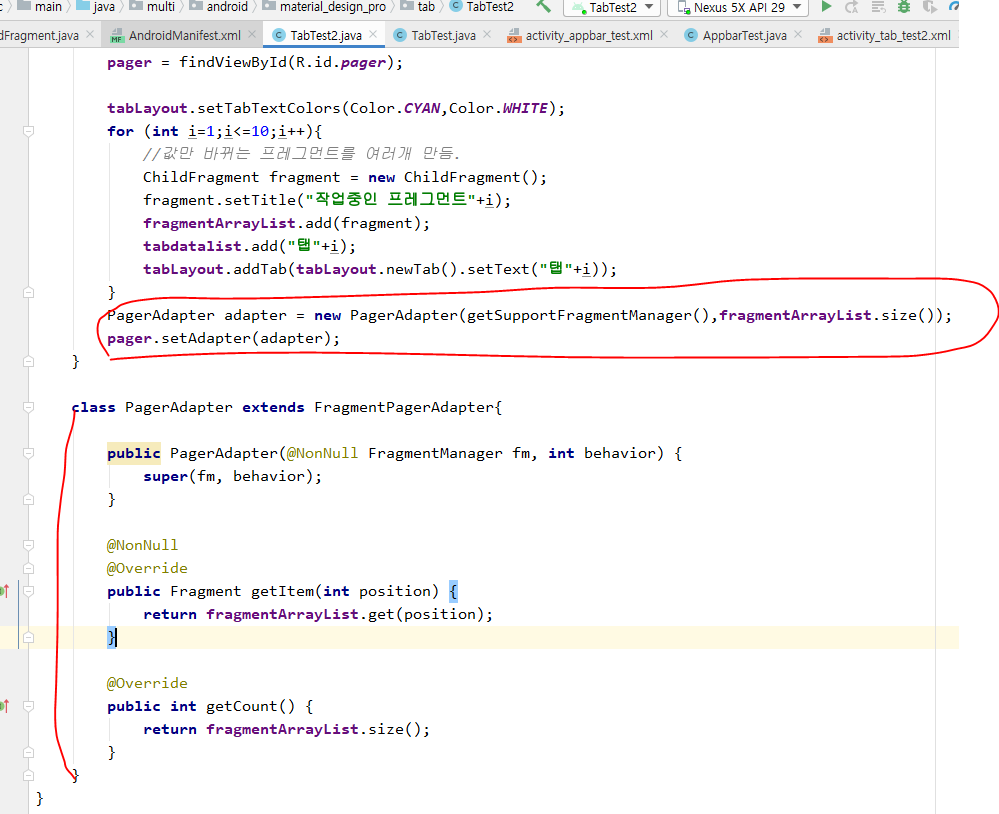 main java multi android material_design_pro tab TabTest2 TabTest2 Nexus 5X API 29
dFragment.java AndroidManifest.xml TabTest2.java TabTest.java activity_appbar_test.xml AppbarTest.java activity_tab_test2.xml
pager = findViewById(R.id.pager);
tabLayout.setTabTextColors(Color.CYAN,Color.WHITE);
for (int i=1;i<=10;i++){
//값만 바뀌는 프레그먼트를 여러개 만듬.
ChildFragment fragment = new ChildFragment();
fragment.setTitle("작업중인 프레그먼트"+i);
fragmentArrayList.add(fragment);
tabdatalist.add("탭"+i);
tabLayout.addTab(tabLayout.newTab().setText("탭"+i));
}
PagerAdapter adapter = new PagerAdapter(getSupportFragmentManager(),fragmentArrayList.size());
pager.setAdapter(adapter);
}
class PagerAdapter extends FragmentPagerAdapter{
public PagerAdapter(@NonNull FragmentManager fm, int behavior) {
super(fm, behavior);
}
@NonNull
@Override
public Fragment getItem(int position) {
return fragmentArrayList.get(position);
}
@Override
public int getCount() {
return fragmentArrayList.size();
}
}
}